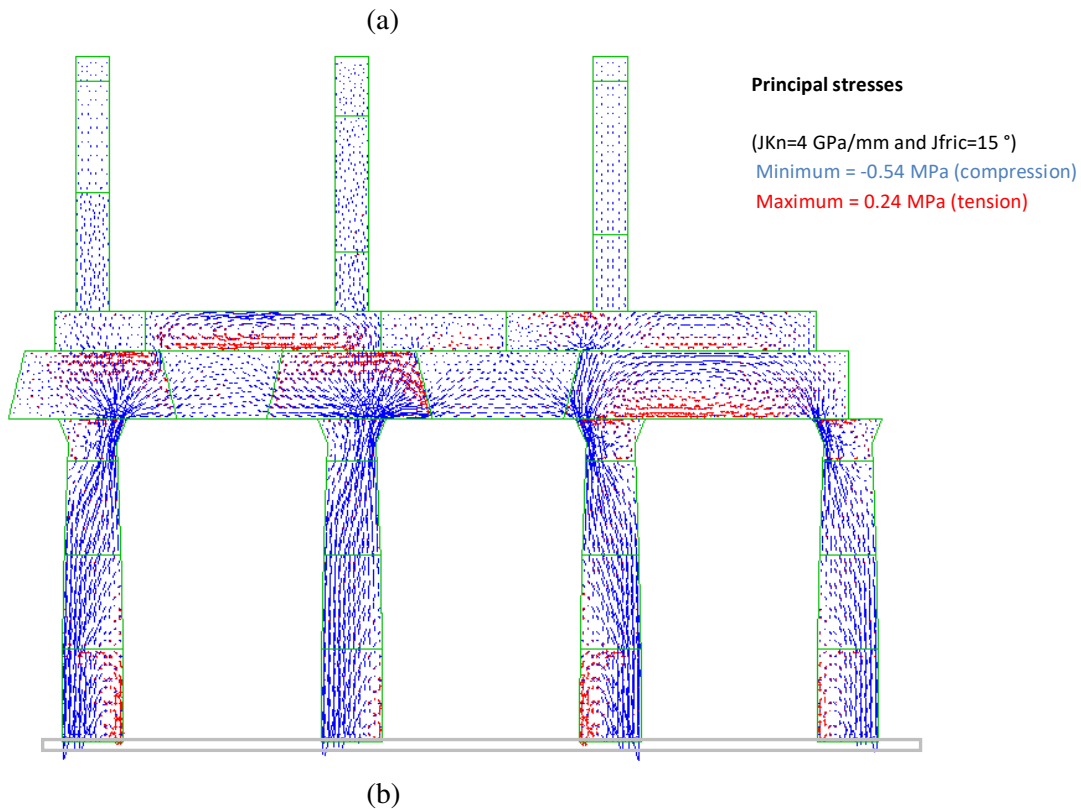 (a)
Principal stresses
(JKn=4 GPa/mm and Jfric=15 °)
Minimum = -0.54 MPa (compression)
Maximum = 0.24 MPa (tension)
(b)